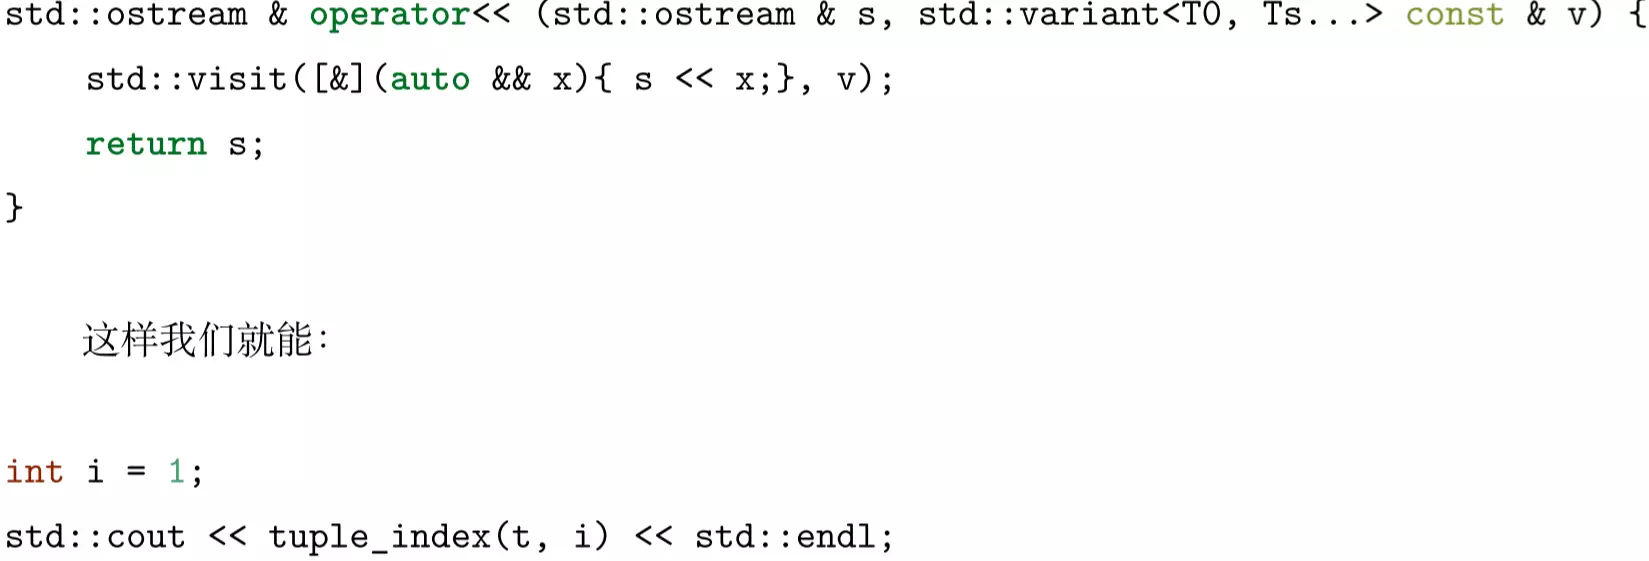 std::ostream & operator<< (std::ostream & s, std::variant<T0, Ts...> const & v) {
    std::visit([&](auto && x){ s << x;}, v);
    return s;
}
这样我们就能：
int i = 1;
std::cout << tuple_index(t, i) << std::endl;